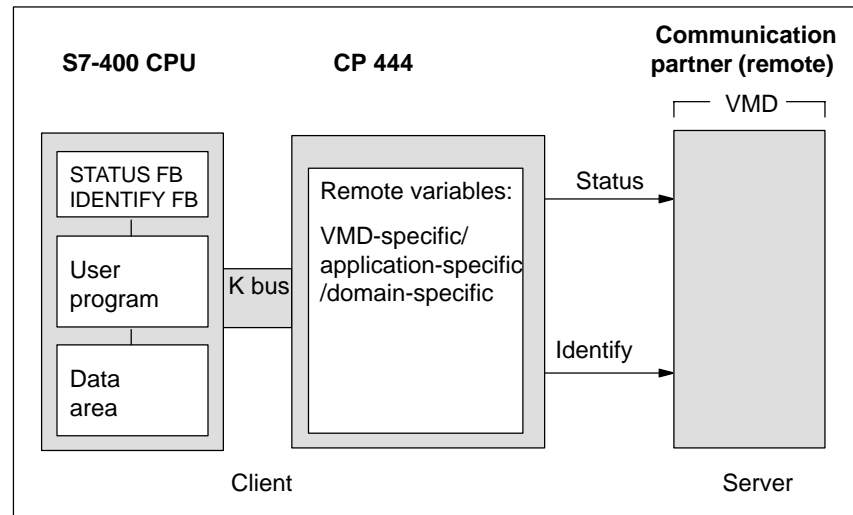 S7-400 CPU
CP 444
Communication
partner (remote)
VMD
STATUS FB
IDENTIFY FB
User
program
Data
area
K bus
Remote variables:
VMD-specific/
application-specific
/domain-specific
Status
Identify
Client
Server